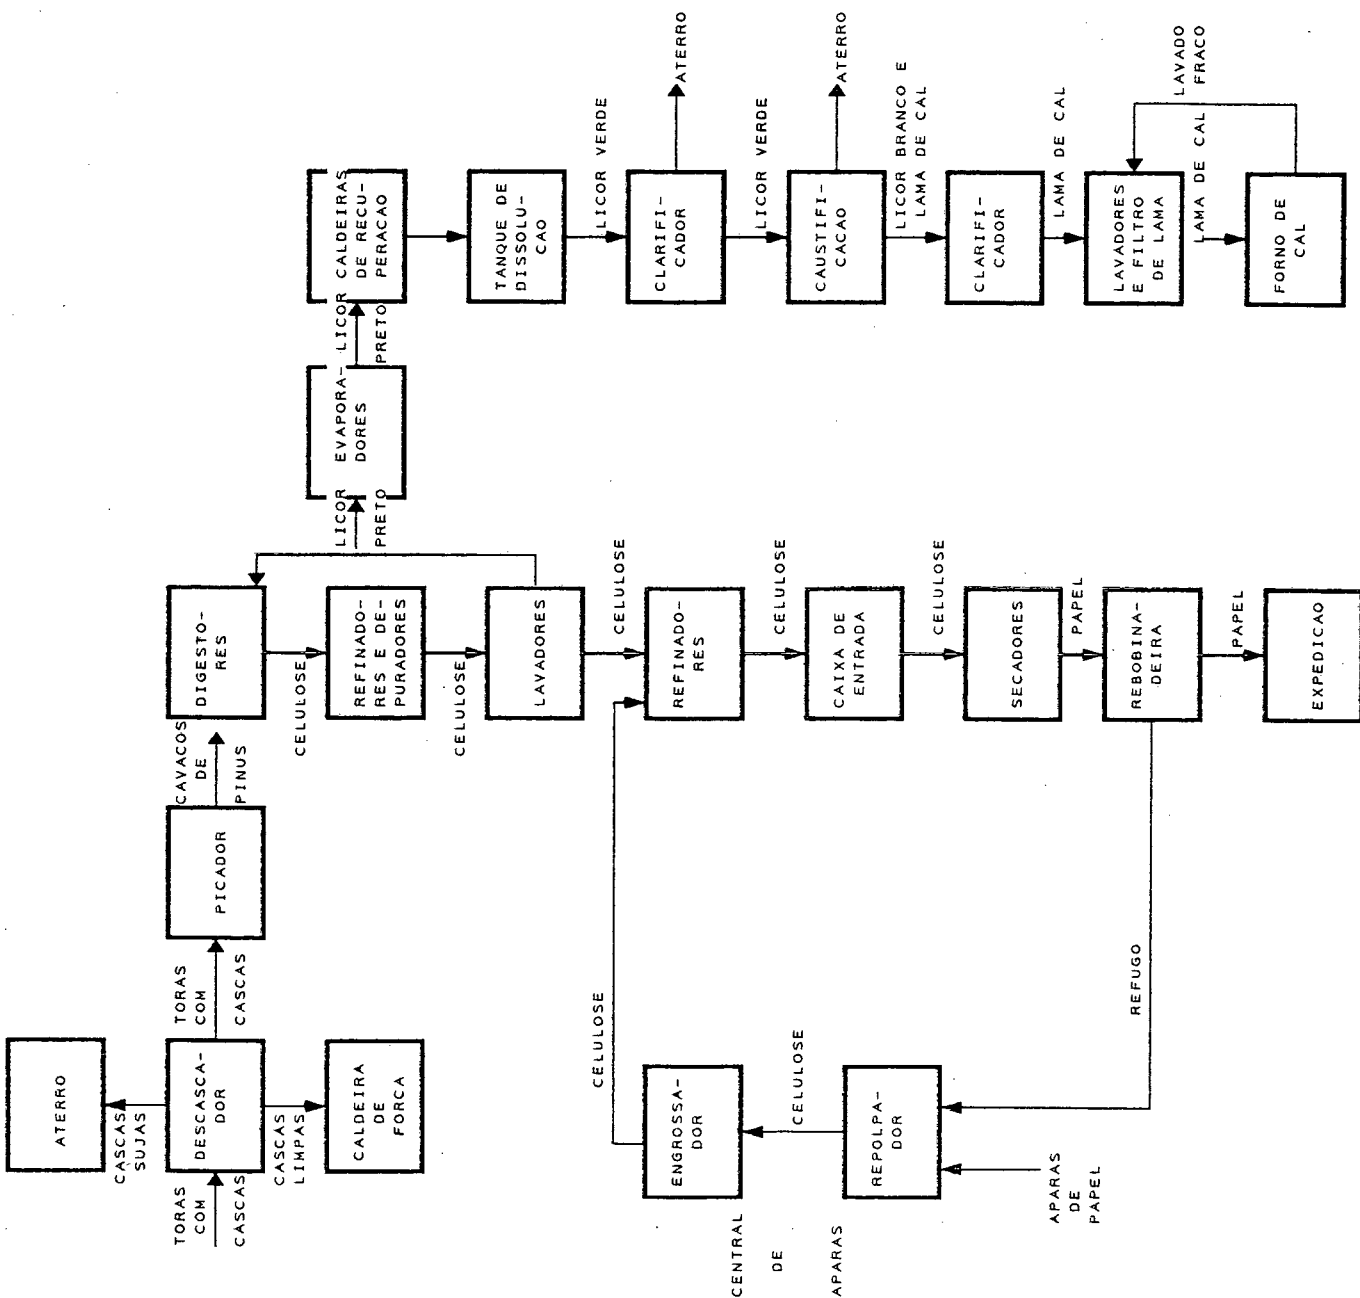 TORAS
COM
CASCAS
ATERRO
CASCAS
SUJAS
DESCASCA-
DOR
CASCAS
LIMPAS
CALDEIRA
DE
FORCA
TORAS
COM
CASCAS
PICADOR
CAVACOS
DE
PINUS
DIGESTO-
RES
CELULOSE
REFINADO-
RES E DE-
PURADORES
CELULOSE
LAVADORES
LICOR
PRETO
EVAPORA-
DORES
LICOR
PRETO
CALDEIRAS
DE RECU-
PERACAO
TANQUE DE
DISSOLU-
CAO
LICOR VERDE
CLARIFI-
CADOR
ATERRO
LICOR VERDE
CAUSTIFI-
CACAO
ATERRO
LICOR BRANCO E
LAMA DE CAL
CLARIFI-
CADOR
LAMA DE CAL
LAVADORES
E FILTRO
DE LAMA
LAMA DE CAL
LAVADO
FRACO
FORNO DE
CAL
CELULOSE
REFINADO-
RES
CELULOSE
CAIXA DE
ENTRADA
CELULOSE
SECADORES
PAPEL
REBOBINA-
DEIRA
PAPEL
EXPEDICAO
REFUGO
CELULOSE
ENGROSSA-
DOR
CELULOSE
REPOLPA-
DOR
APARAS
DE
PAPEL
CENTRAL
DE
APARAS